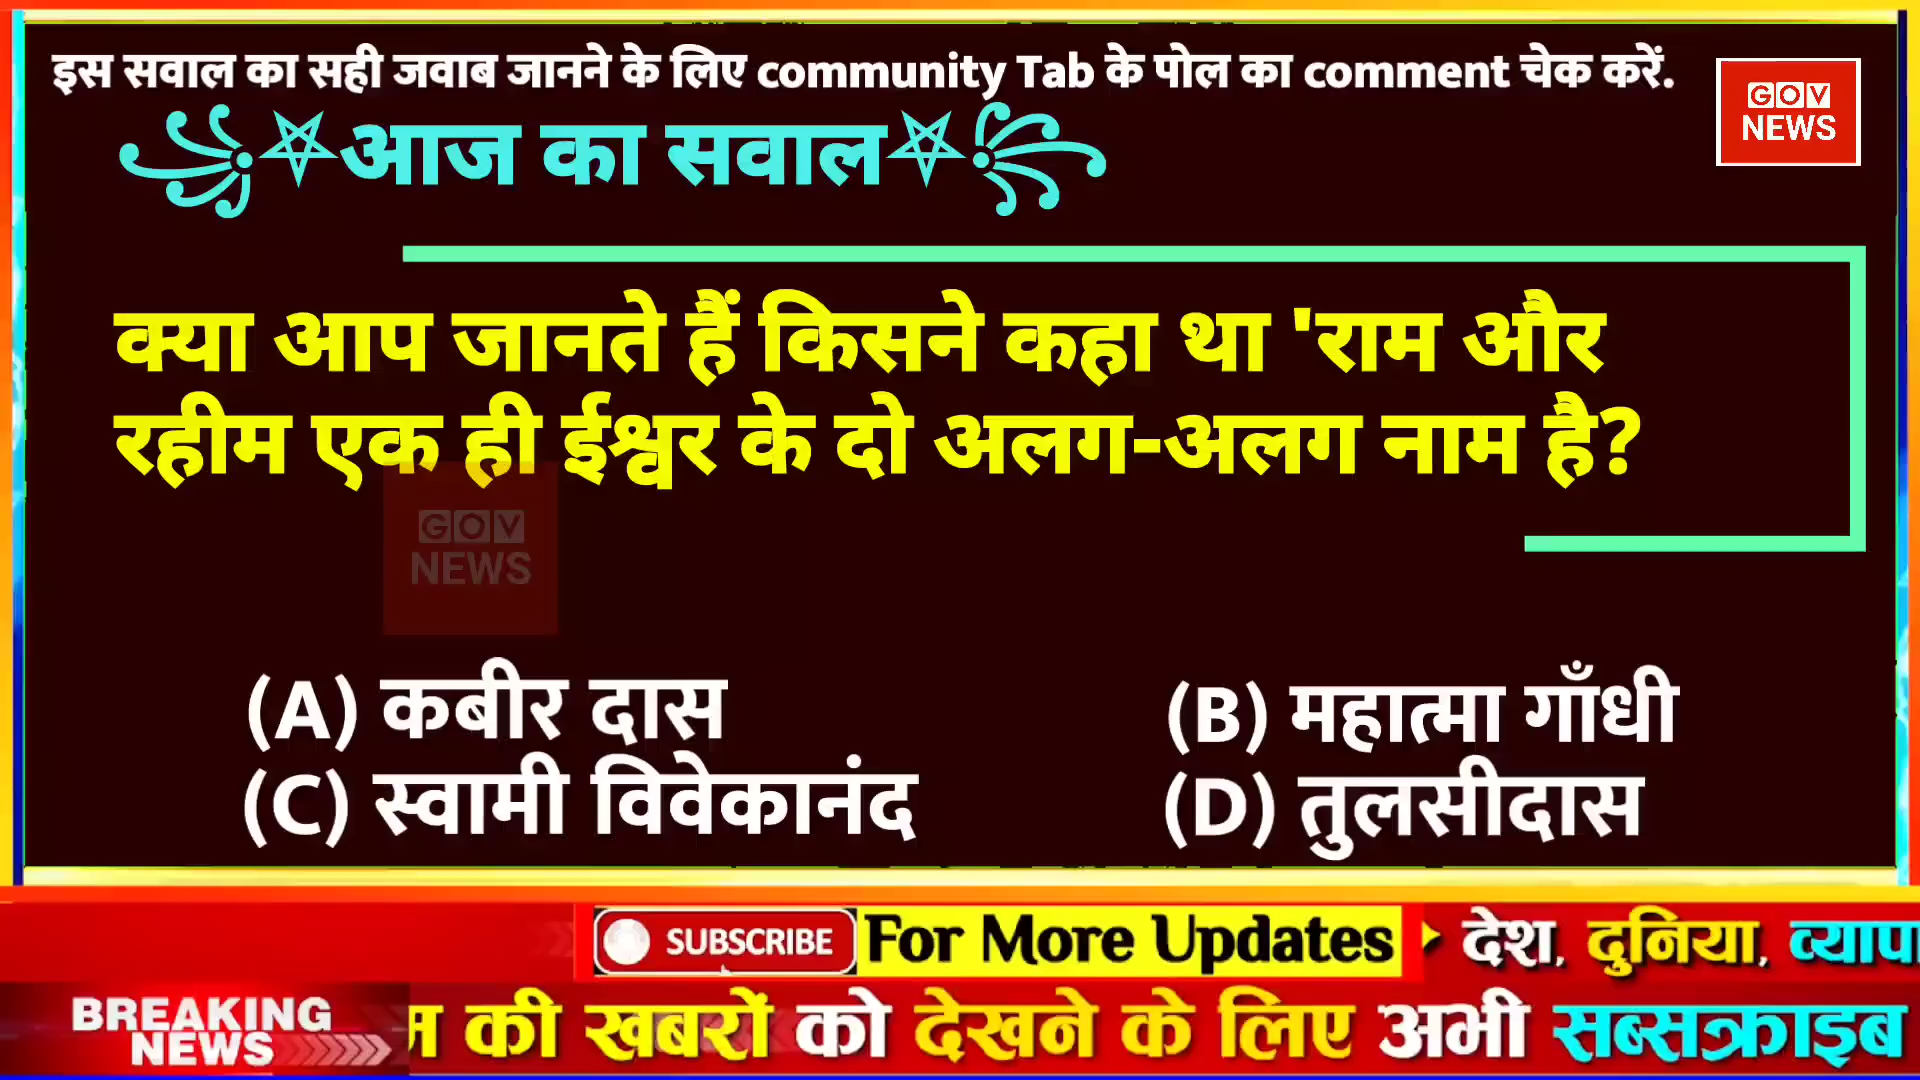 इस सवाल का सही जवाब जानने के लिए community Tab के पोल का comment चेक करें.
GOV
NEWS
आज का सवाल
क्या आप जानते हैं किसने कहा था 'राम और
रहीम एक ही ईश्वर के दो अलग-अलग नाम है?
GOV
NEWS
(A) कबीर दास
(B) महात्मा गाँधी
(C) स्वामी विवेकानंद
(D) तुलसीदास
SUBSCRIBE For More Updates देश, दुनिया,
BREAKING
NEWS
की खबरों को देखने के लिए अभी सब्सक्राइब